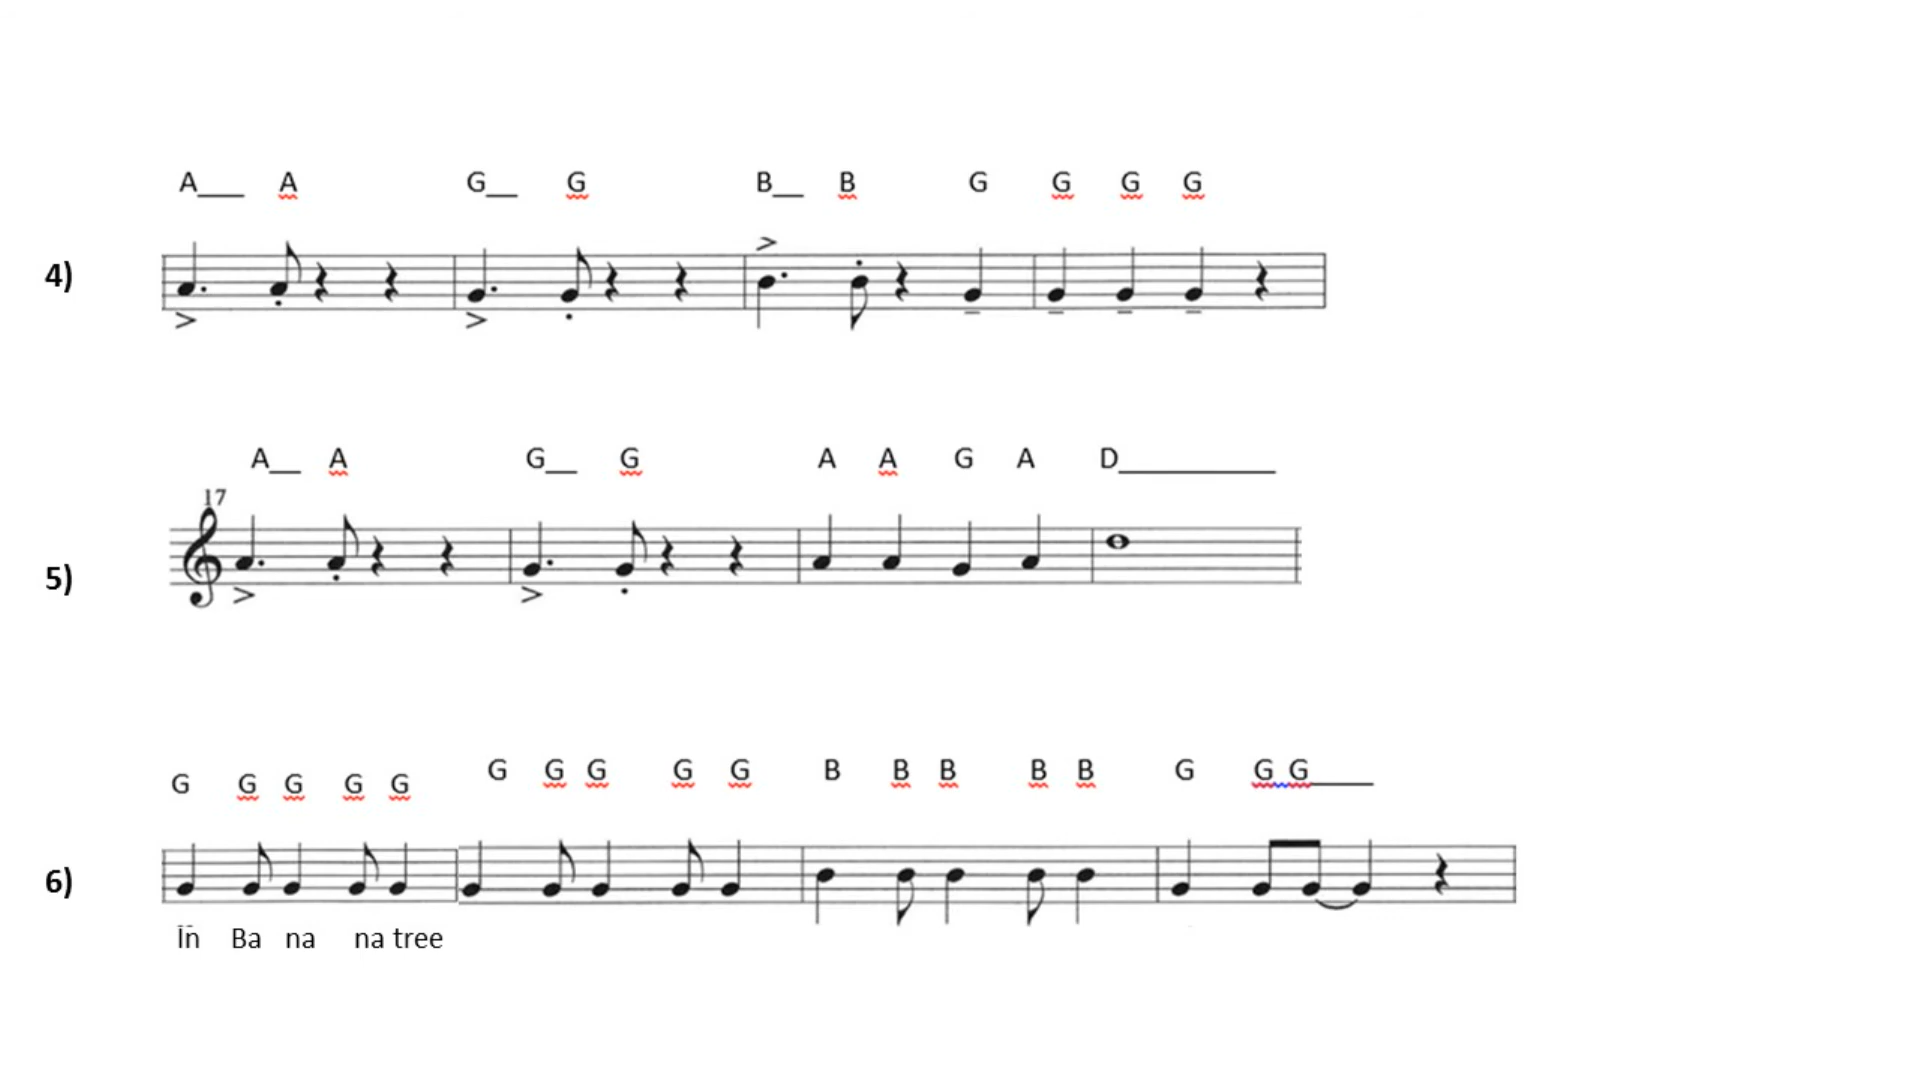 A___ A G__ G B__ B G G G G
4)
A__ A G__ G A A G A D__________
17
5)
G G G G G G G G G G B B B B B G G G____
6)
In Ba na na tree